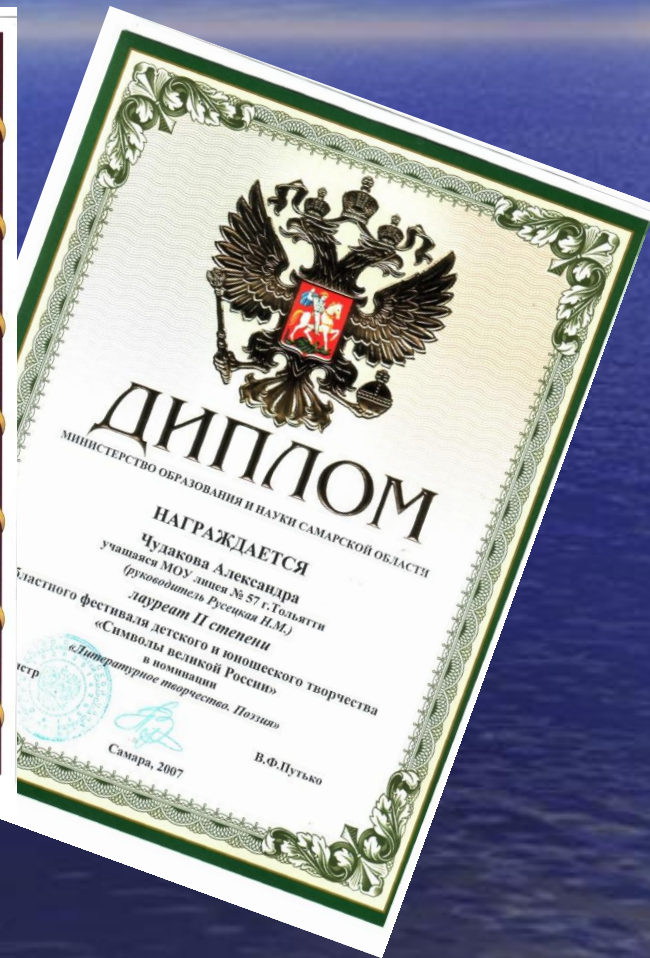 ДИПЛОМ
МИНИСТЕРСТВО ОБРАЗОВАНИЯ И НАУКИ САМАРСКОЙ ОБЛАСТИ
НАГРАЖДАЕТСЯ
Чудакова Александра
учащаяся МОУ лицея № 57 г.Тольятти
(руководитель Русецкая Н.М.)
лауреат II степени
бластного фестиваля детского и юношеского творчества
«Символы великой России»
в номинации
«Литературное творчество. Поэзия»
истр
В.Ф.Путько
Самара, 2007